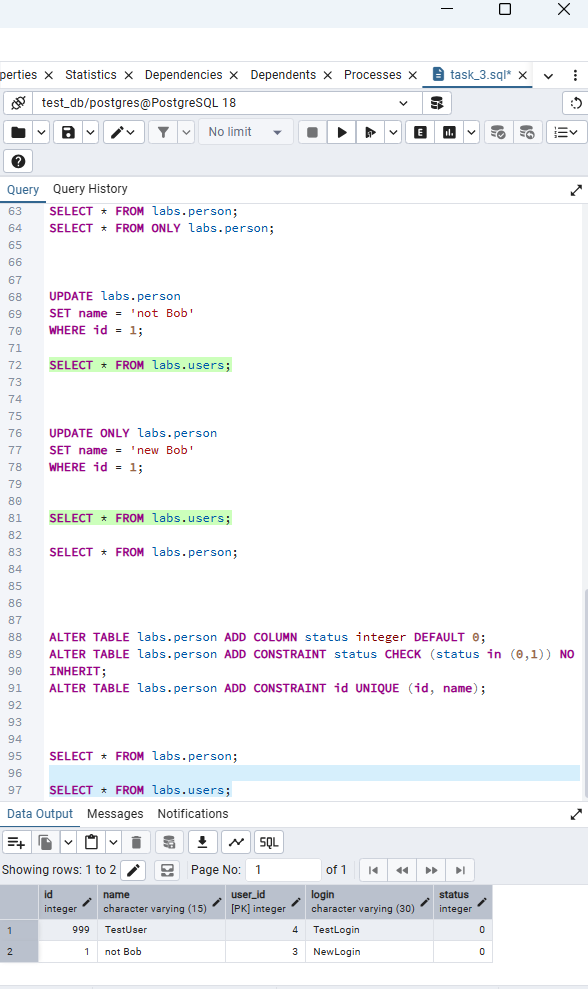 perties Statistics Dependencies Dependents Processes task_3.sql*
test_db/postgres@PostgreSQL 18
No limit E
?
Query Query History
63 SELECT * FROM labs.person;
64 SELECT * FROM ONLY labs.person;
65
66
67
68 UPDATE labs.person
69 SET name = 'not Bob'
70 WHERE id = 1;
71
72 SELECT * FROM labs.users;
73
74
75
76 UPDATE ONLY labs.person
77 SET name = 'new Bob'
78 WHERE id = 1;
79
80
81 SELECT * FROM labs.users;
82
83 SELECT * FROM labs.person;
84
85
86
87
88 ALTER TABLE labs.person ADD COLUMN status integer DEFAULT 0;
89 ALTER TABLE labs.person ADD CONSTRAINT status CHECK (status in (0,1)) NO
90 INHERIT;
91 ALTER TABLE labs.person ADD CONSTRAINT id UNIQUE (id, name);
92
93
94
95 SELECT * FROM labs.person;
96
97 SELECT * FROM labs.users;
Data Output Messages Notifications
SQL
Showing rows: 1 to 2 Page No: 1 of 1
id name user_id login status
integer character varying (15) [PK] integer character varying (30) integer
1 999 TestUser 4 TestLogin 0
2 1 not Bob 3 NewLogin 0